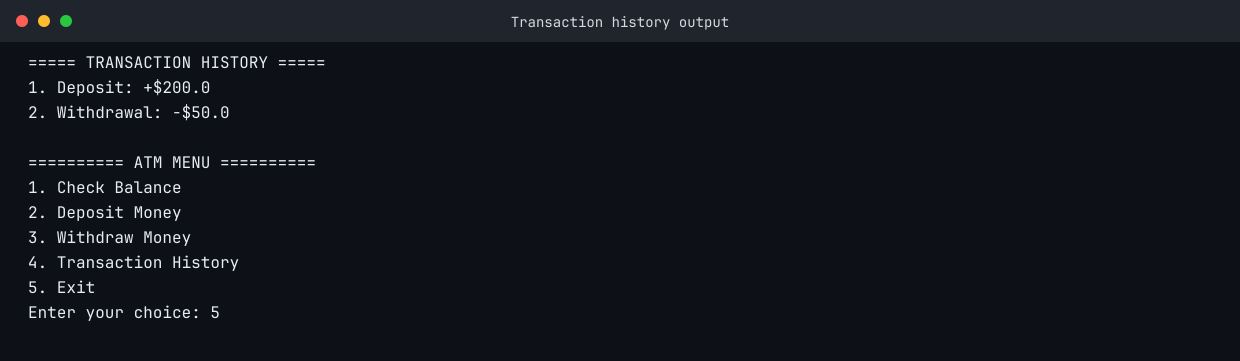 Transaction history output
===== TRANSACTION HISTORY =====
1. Deposit: +$200.0
2. Withdrawal: -$50.0
========== ATM MENU ==========
1. Check Balance
2. Deposit Money
3. Withdraw Money
4. Transaction History
5. Exit
Enter your choice: 5